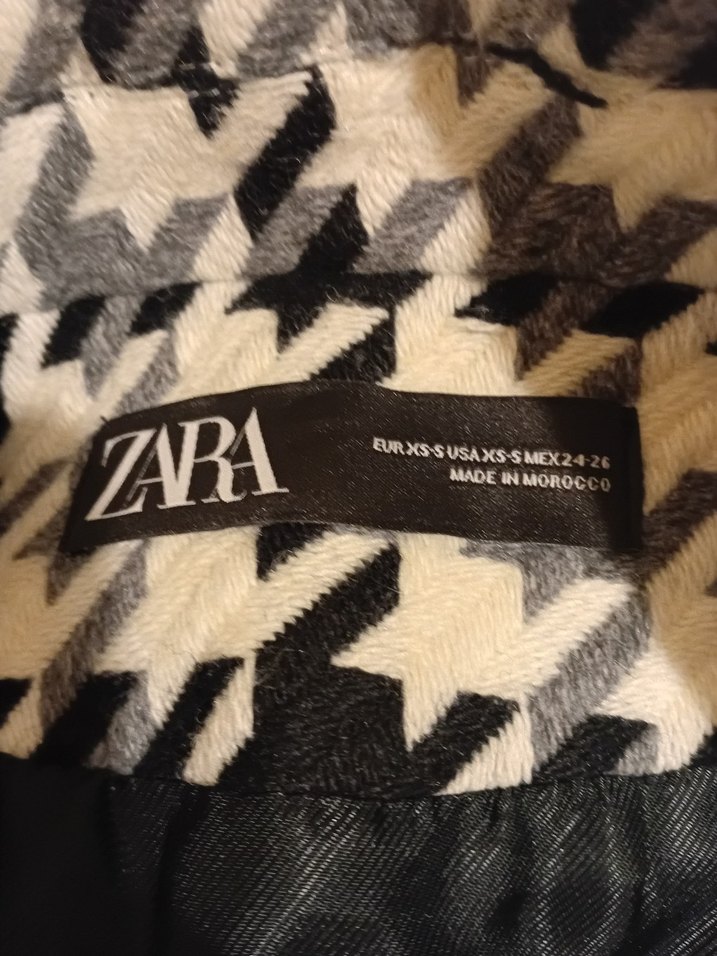 ZARA
EUR XS-S USA XS-S MEX 24-26
MADE IN MOROCCO